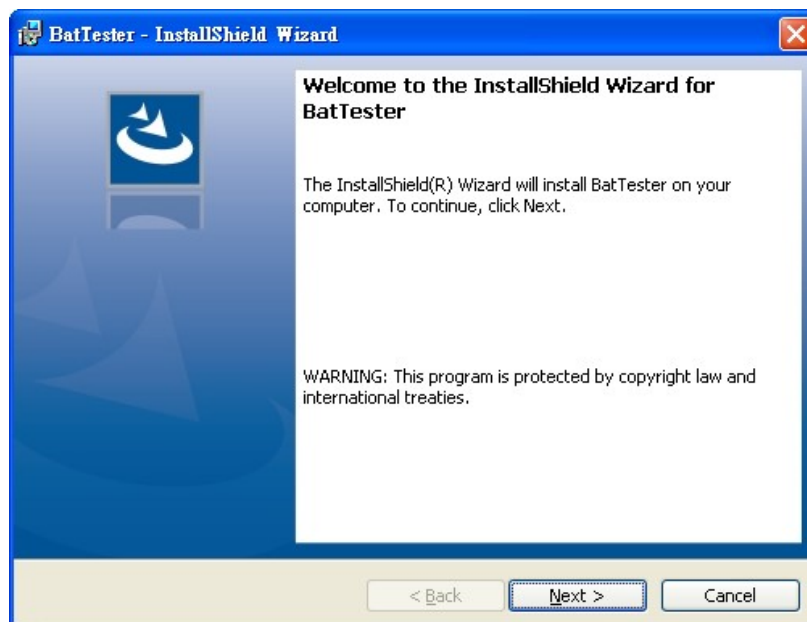 BatTester - InstallShield Wizard
Welcome to the InstallShield Wizard for
BatTester
The InstallShield(R) Wizard will install BatTester on your
computer. To continue, click Next.
WARNING: This program is protected by copyright law and
international treaties.
< Back
Next >
Cancel